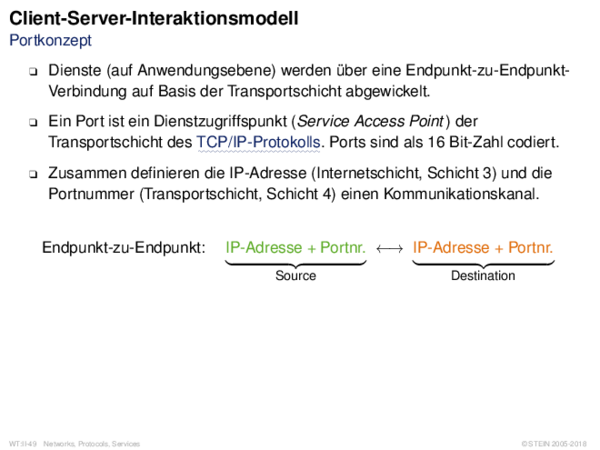 Client-Server-Interaktionsmodell
Portkonzept
❑ Dienste (auf Anwendungsebene) werden über eine Endpunkt-zu-Endpunkt-
Verbindung auf Basis der Transportschicht abgewickelt.
❑ Ein Port ist ein Dienstzugriffspunkt (Service Access Point) der
Transportschicht des TCP/IP-Protokolls. Ports sind als 16 Bit-Zahl codiert.
❑ Zusammen definieren die IP-Adresse (Internetschicht, Schicht 3) und die
Portnummer (Transportschicht, Schicht 4) einen Kommunikationskanal.
Endpunkt-zu-Endpunkt: IP-Adresse + Portnr. ⟷ IP-Adresse + Portnr.
Source Destination
WT:II-49 Networks, Protocols, Services © STEIN 2005-2018